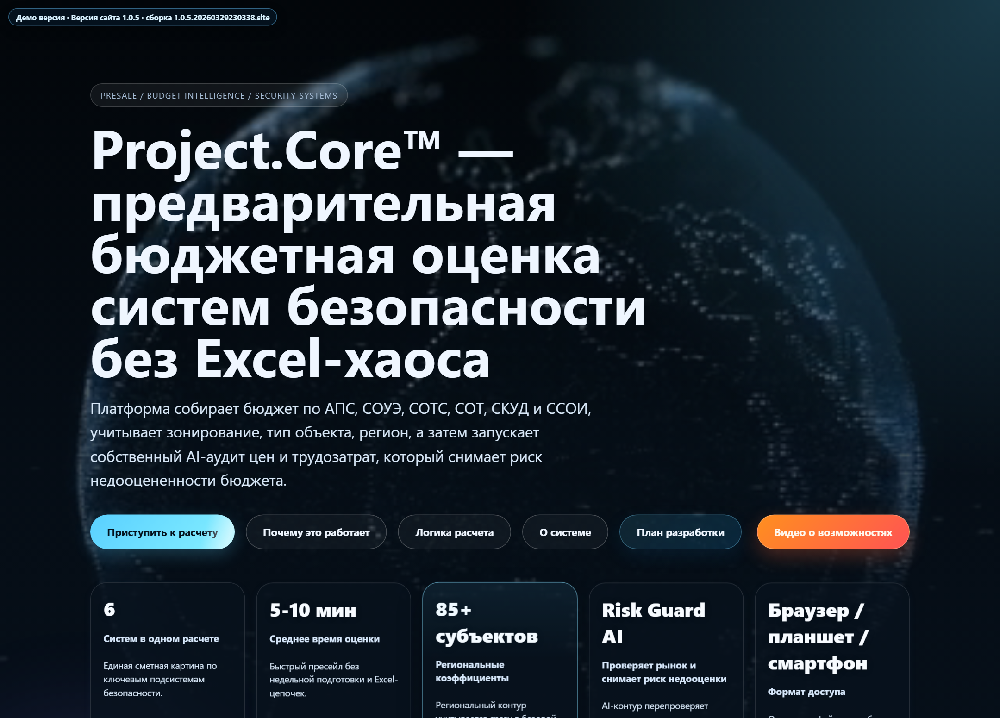 Демо версия · Версия сайта 1.0.5 · сборка 1.0.5.20260329230338.site
PRESALE / BUDGET INTELLIGENCE / SECURITY SYSTEMS
Project.Core™ —
предварительная
бюджетная оценка
систем безопасности
без Excel-хаоса
Платформа собирает бюджет по АПС, СОУЭ, СОТС, СОТ, СКУД и ССОИ,
учитывает зонирование, тип объекта, регион, а затем запускает
собственный AI-аудит цен и трудозатрат, который снимает риск
недооцененности бюджета.
Приступить к расчету
Почему это работает
Логика расчета
О системе
План разработки
Видео о возможностях
6
Систем в одном расчете
Единая сметная картина по
ключевым подсистемам
безопасности.
5-10 мин
Среднее время оценки
Быстрый пресейл без
недельной подготовки и Excel-
цепочек.
85+
субъектов
Региональные
коэффициенты
Региональный контур
Risk Guard
AI
Проверяет рынок и
снимает риск недооценки
AI-контур перепроверяет
Браузер /
планшет /
смартфон
Формат доступа